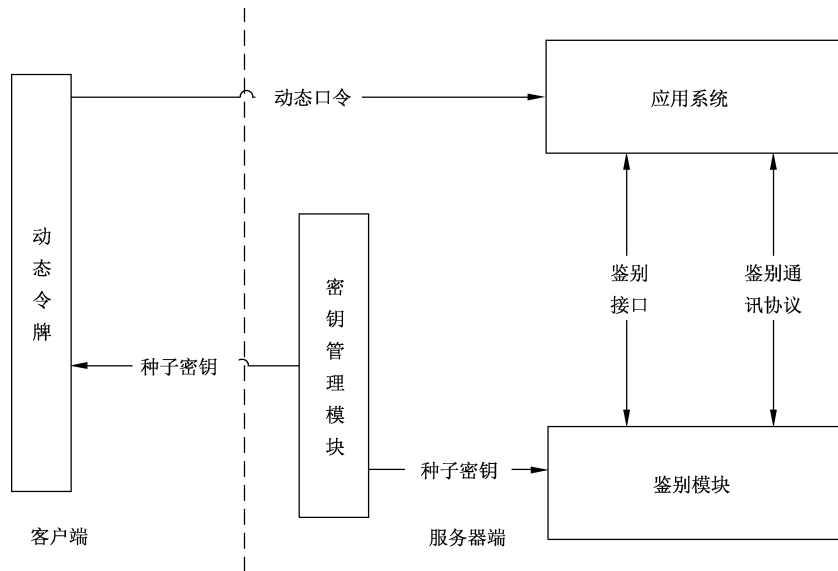 动态口令
应用系统
动态令牌
密钥管理模块
鉴别
接口
鉴别通
讯协议
种子密钥
种子密钥
鉴别模块
客户端
服务器端